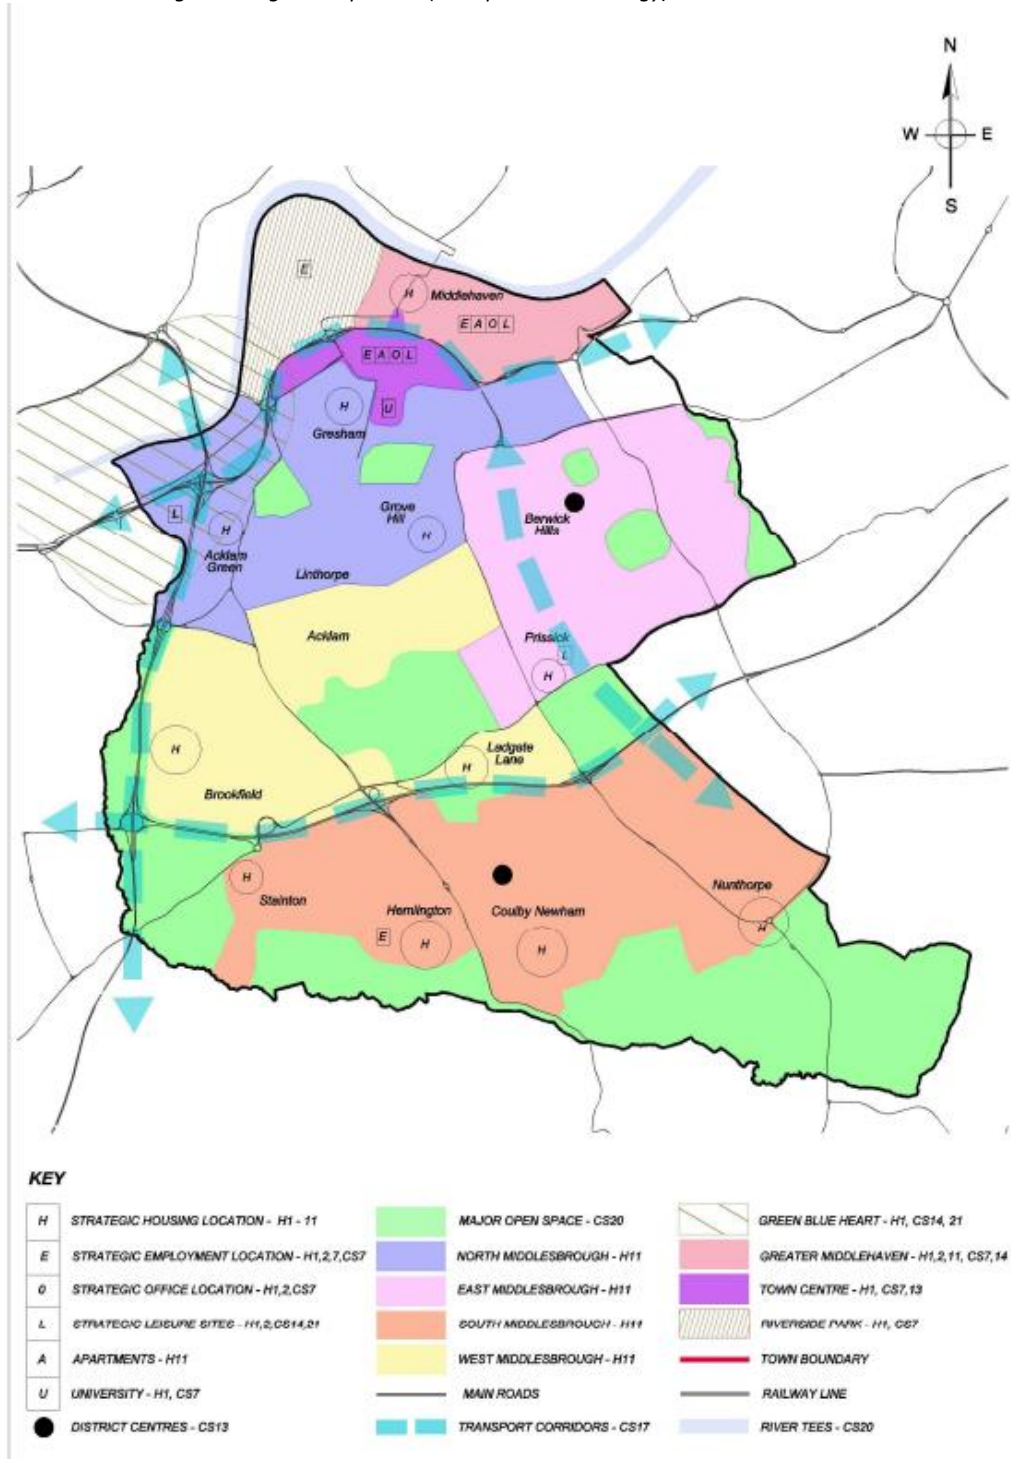 N
W E
S
E
H Middlehaven
E A O L
E A O L
H
U
Gresham
Grove
Hill
H
Berwick
Hills
L
H
Acklam
Green
Linthorpe
Acklam
Prissick
L
H
H
Ladgate
Lane
H
Brookfield
H
Stainton
Hemlington
E
H
Coulby Newham
H
Nunthorpe
H
KEY
H STRATEGIC HOUSING LOCATION - H1 - 11
E STRATEGIC EMPLOYMENT LOCATION - H1,2,7,CS7
O STRATEGIC OFFICE LOCATION - H1,2,CS7
L STRATEGIC LEISURE SITES - H1,2,CS14,21
A APARTMENTS - H11
U UNIVERSITY - H1, CS7
DISTRICT CENTRES - CS13
MAJOR OPEN SPACE - CS20
NORTH MIDDLESBROUGH - H11
EAST MIDDLESBROUGH - H11
SOUTH MIDDLESBROUGH - H11
WEST MIDDLESBROUGH - H11
MAIN ROADS
TRANSPORT CORRIDORS - CS17
GREEN BLUE HEART - H1, CS14, 21
GREATER MIDDLEHAVEN - H1,2,11, CS7,14
TOWN CENTRE - H1, CS7,13
RIVERSIDE PARK - H1, CS7
TOWN BOUNDARY
RAILWAY LINE
RIVER TEES - CS20